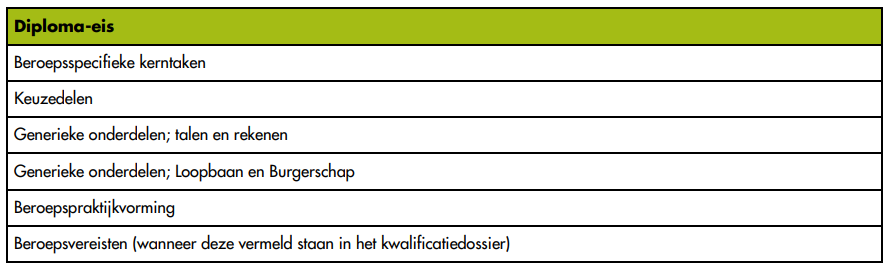 Diploma-eis
Beroepsspecifieke kerntaken
Keuzedelen
Generieke onderdelen; talen en rekenen
Generieke onderdelen; Loopbaan en Burgerschap
Beroepspraktijkvorming
Beroepsvereisten (wanneer deze vermeld staan in het kwalificatiedossier)